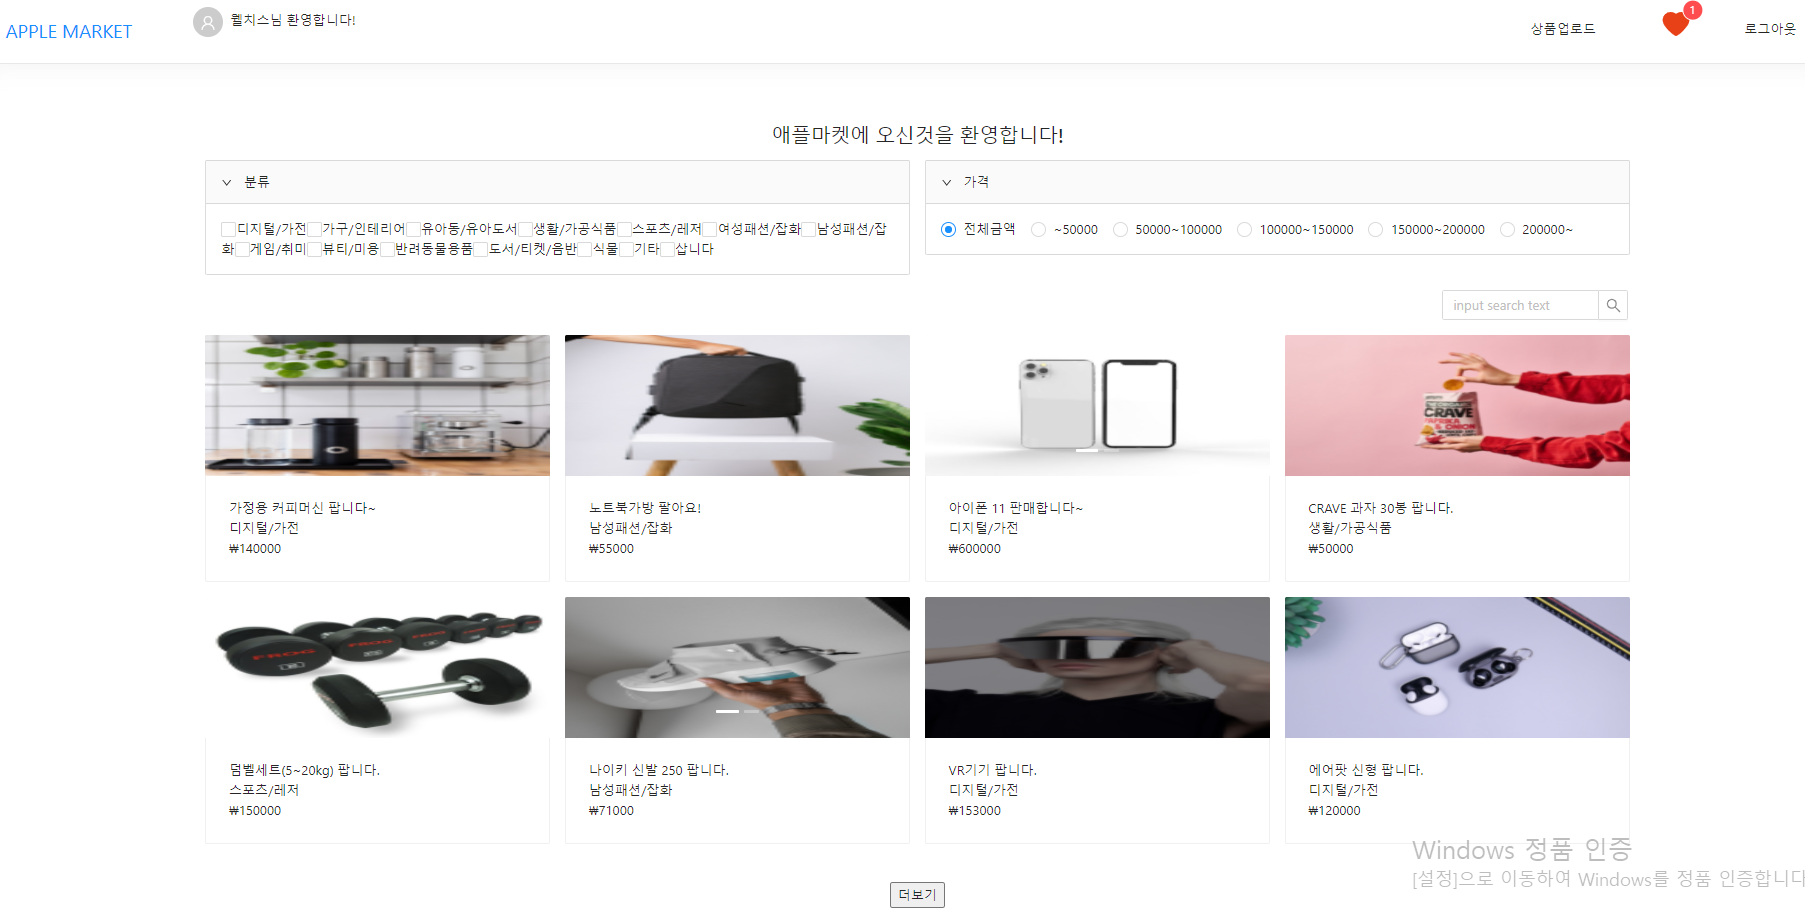 APPLE MARKET
웰치스님 환영합니다!
상품업로드
1
로그아웃
애플마켓에 오신것을 환영합니다!
분류
디지털/가전 가구/인테리어 유아동/유아도서 생활/가공식품 스포츠/레저 여성패션/잡화 남성패션/잡
화 게임/취미 뷰티/미용 반려동물용품 도서/티켓/음반 식물 기타 삽니다
가격
전체금액 ~50000 50000~100000 100000~150000 150000~200000 200000~
input search text
CRAVE
PAPRIKA
& ONION
가정용 커피머신 팝니다~
디지털/가전
₩140000
노트북가방 팔아요!
남성패션/잡화
₩55000
아이폰 11 판매합니다~
디지털/가전
₩600000
CRAVE 과자 30봉 팝니다.
생활/가공식품
₩50000
FROG
덤벨세트(5~20kg) 팝니다.
스포츠/레저
₩150000
나이키 신발 250 팝니다.
남성패션/잡화
₩71000
VR기기 팝니다.
디지털/가전
₩153000
에어팟 신형 팝니다.
디지털/가전
₩120000
Windows 정품 인증
[설정]으로 이동하여 Windows를 정품 인증합니다
더보기